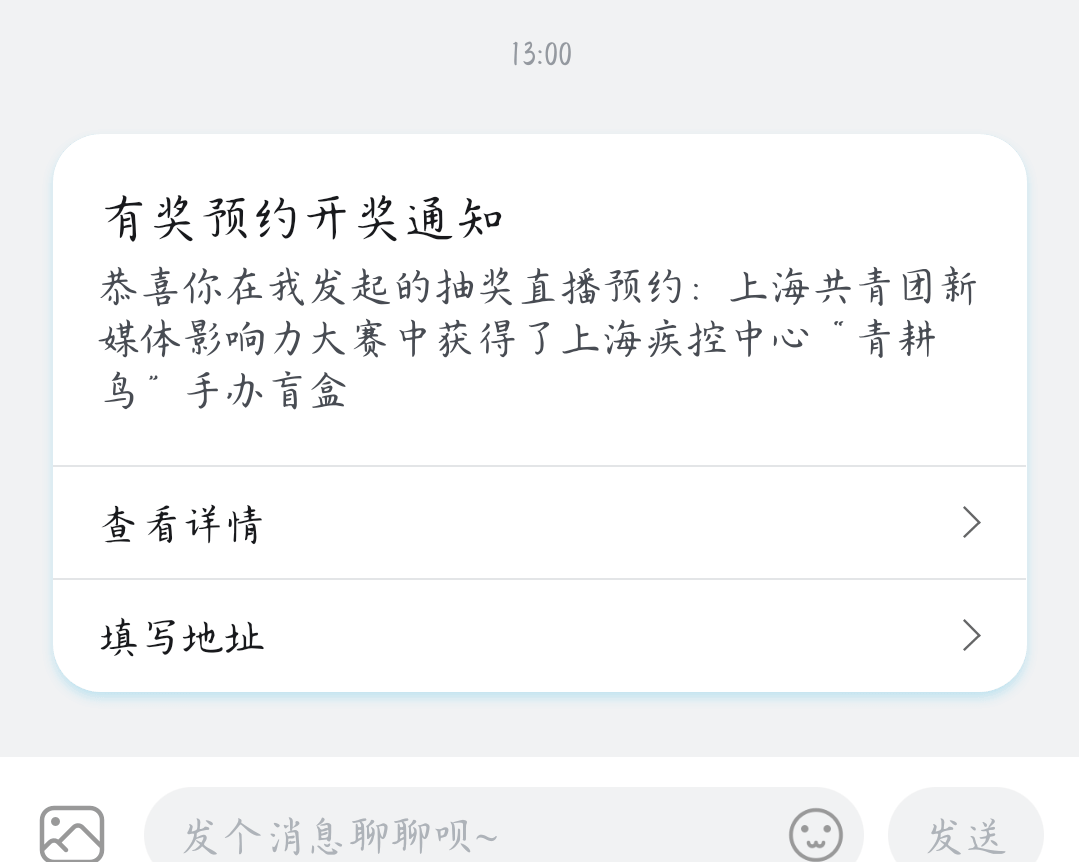 13:00
有奖预约开奖通知
恭喜你在我发起的抽奖直播预约：上海共青团新
媒体影响力大赛中获得了上海疾控中心“青耕
鸟”手办盲盒
查看详情
填写地址
发个消息聊聊呗~
发送